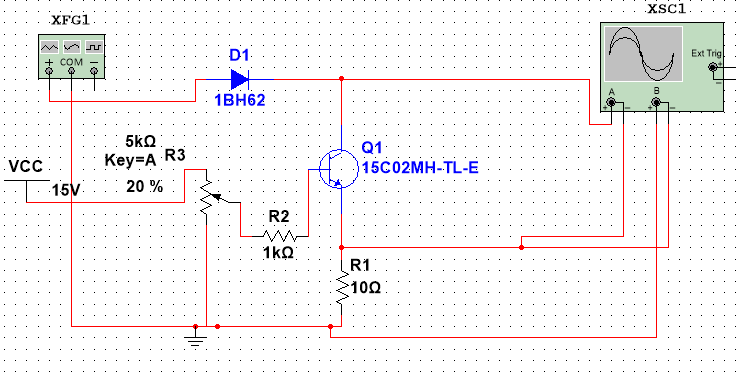 XFG1
+ COM −
D1
1BH62
XSC1
Ext Trig
+
−
A
B
+ − + −
VCC
15V
5kΩ
Key=A
R3
20 %
R2
1kΩ
Q1
15C02MH-TL-E
R1
10Ω